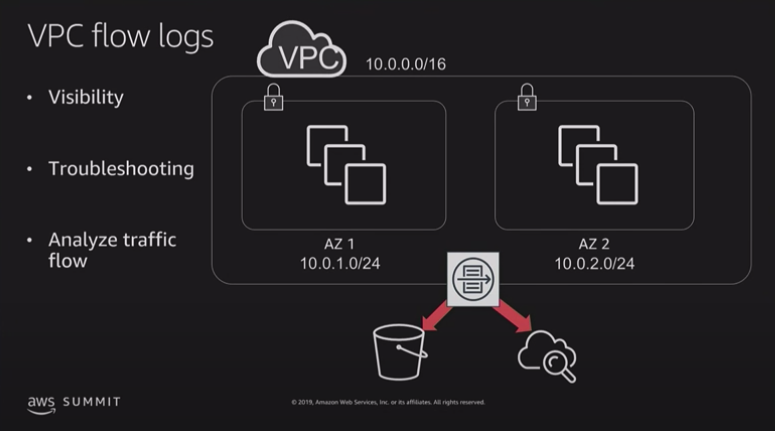 VPC flow logs
VPC
10.0.0.0/16
• Visibility
• Troubleshooting
• Analyze traffic
flow
AZ 1
10.0.1.0/24
AZ 2
10.0.2.0/24
aws SUMMIT
© 2019, Amazon Web Services, Inc. or its affiliates. All rights reserved.